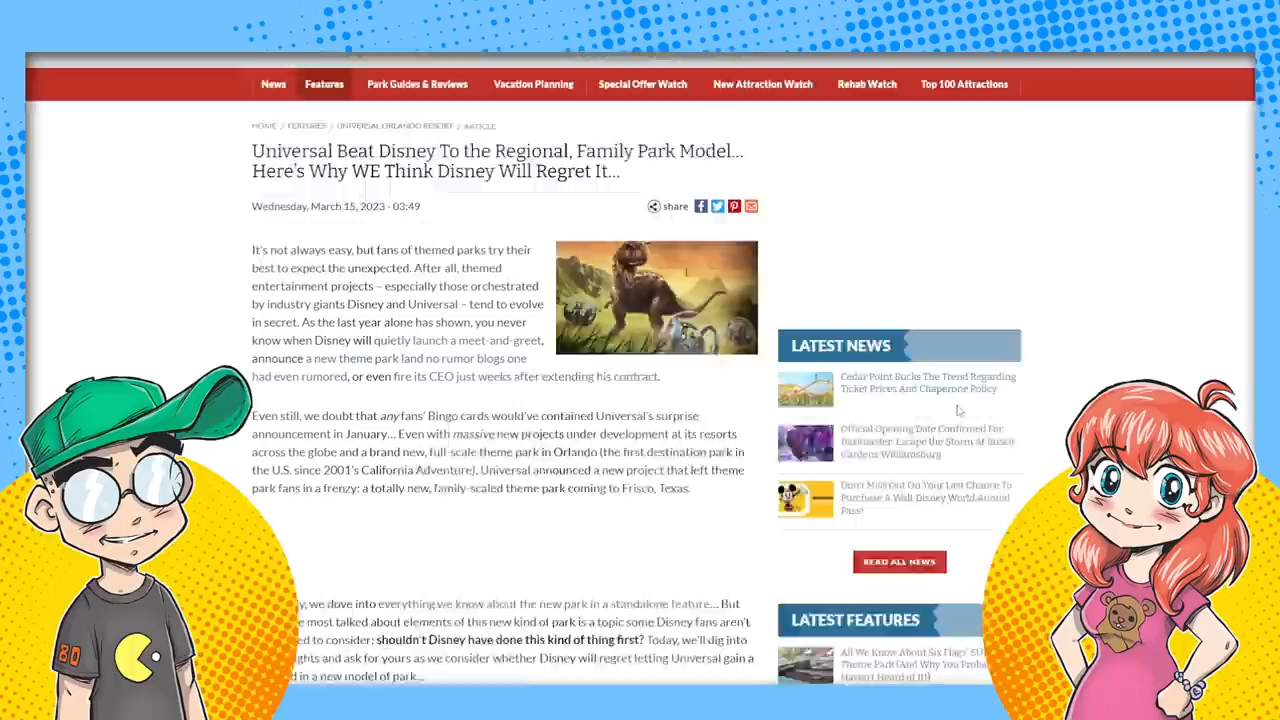 News Features Park Guides & Reviews Vacation Planning Special Offer Watch New Attraction Watch Rehab Watch Top 100 Attractions
HOME / FEATURES / UNIVERSAL ORLANDO RESORT / ARTICLE
Universal Beat Disney To the Regional, Family Park Model...
Here's Why WE Think Disney Will Regret It...
Wednesday, March 15, 2023 - 03:49
share
It's not always easy, but fans of themed parks try their
best to expect the unexpected. After all, themed
entertainment projects – especially those orchestrated
by industry giants Disney and Universal – tend to evolve
in secret. As the last year alone has shown, you never
know when Disney will quietly launch a meet-and-greet,
announce a new theme park land no rumor blogs one
had even rumored, or even fire its CEO just weeks after extending his contract.
Even still, we doubt that any fans' Bingo cards would've contained Universal's surprise
announcement in January... Even with massive new projects under development at its resorts
across the globe and a brand new, full-scale theme park in Orlando (the first destination park in
the U.S. since 2001's California Adventure), Universal announced a new project that left theme
park fans in a frenzy: a totally new, family-scaled theme park coming to Frisco, Texas.
y, we dove into everything we know about the new park in a standalone feature... But
e most talked about elements of this new kind of park is a topic some Disney fans aren't
ed to consider: shouldn't Disney have done this kind of thing first? Today, we'll dig into
ghts and ask for yours as we consider whether Disney will regret letting Universal gain a
d in a new model of park...
LATEST NEWS
Cedar Point Bucks The Trend Regarding
Ticket Prices And Chaperone Policy
Official Opening Date Confirmed For
DarKoaster: Escape the Storm at Busch
Gardens Williamsburg
Don't Miss Out On Your Last Chance To
Purchase A Walt Disney World Annual
Pass!
READ ALL NEWS
LATEST FEATURES
All We Know About Six Flags'
Theme Park (And Why You Proba
Haven't Heard of It!)
80